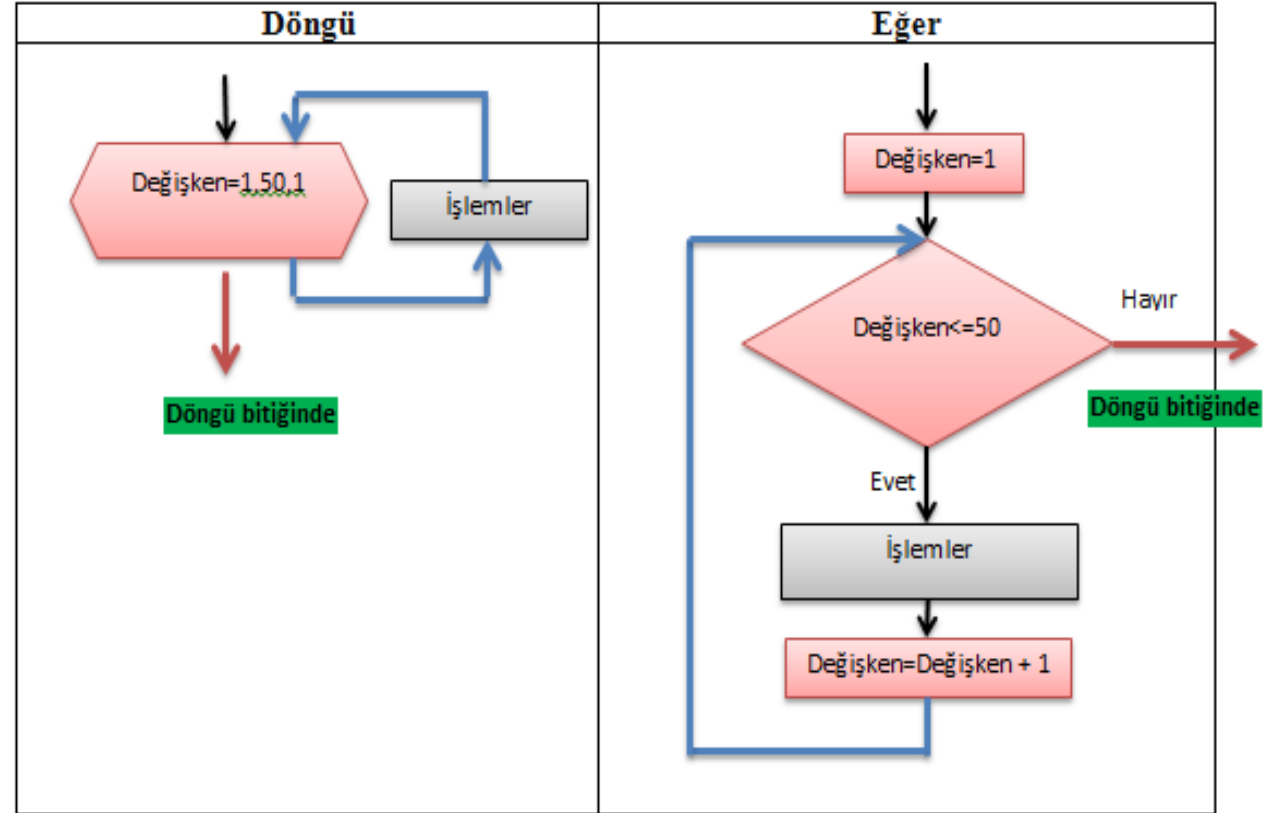 Döngü
Değişken=1,50,1
İşlemler
Döngü bitiğinde
Eğer
Değişken=1
Değişken<=50
Hayır
Döngü bitiğinde
Evet
İşlemler
Değişken=Değişken + 1